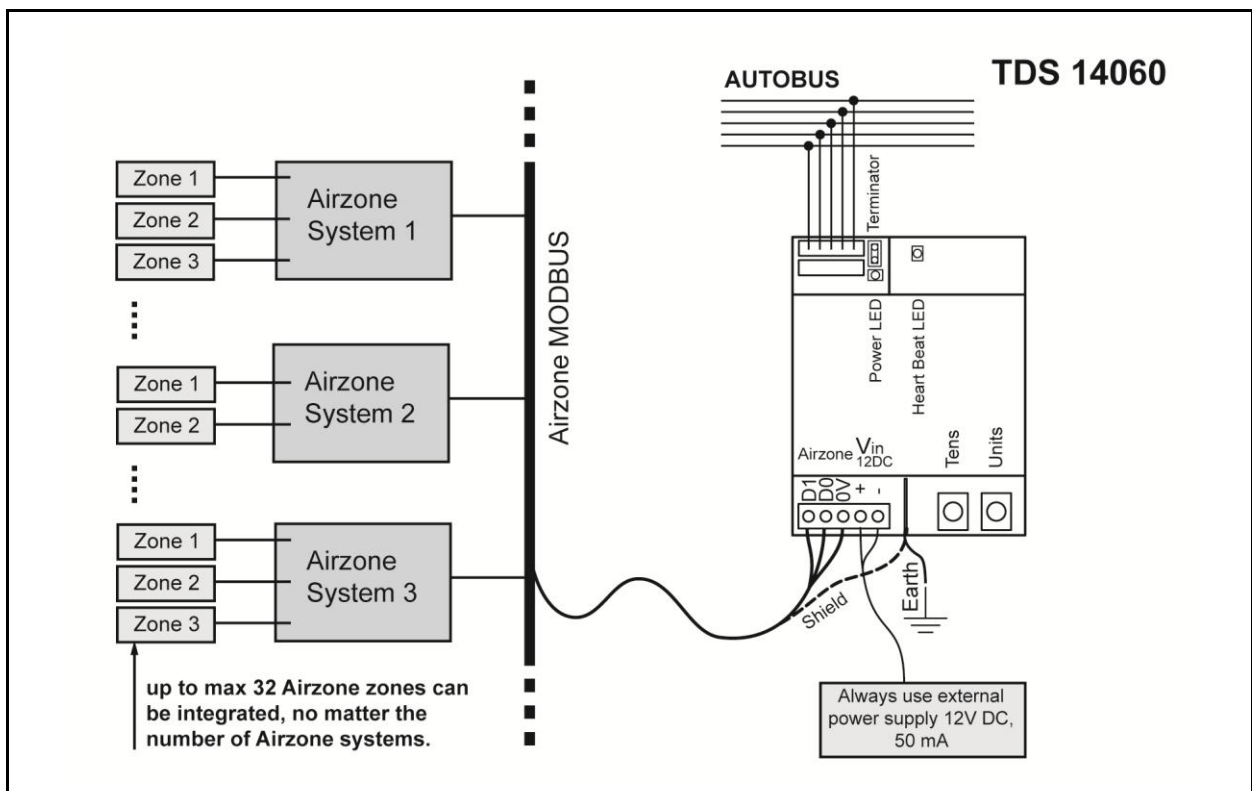 TDS 14060
AUTOBUS
Terminator
Zone 1
Zone 2
Zone 3
Airzone
System 1
Zone 1
Zone 2
Airzone
System 2
Zone 1
Zone 2
Zone 3
Airzone
System 3
up to max 32 Airzone zones can
be integrated, no matter the
number of Airzone systems.
Airzone MODBUS
Power LED
Heart Beat LED
Airzone Vin
12DC
Tens
Units
D1
D0
0V
+
-
Shield
Earth
Always use external
power supply 12V DC,
50 mA